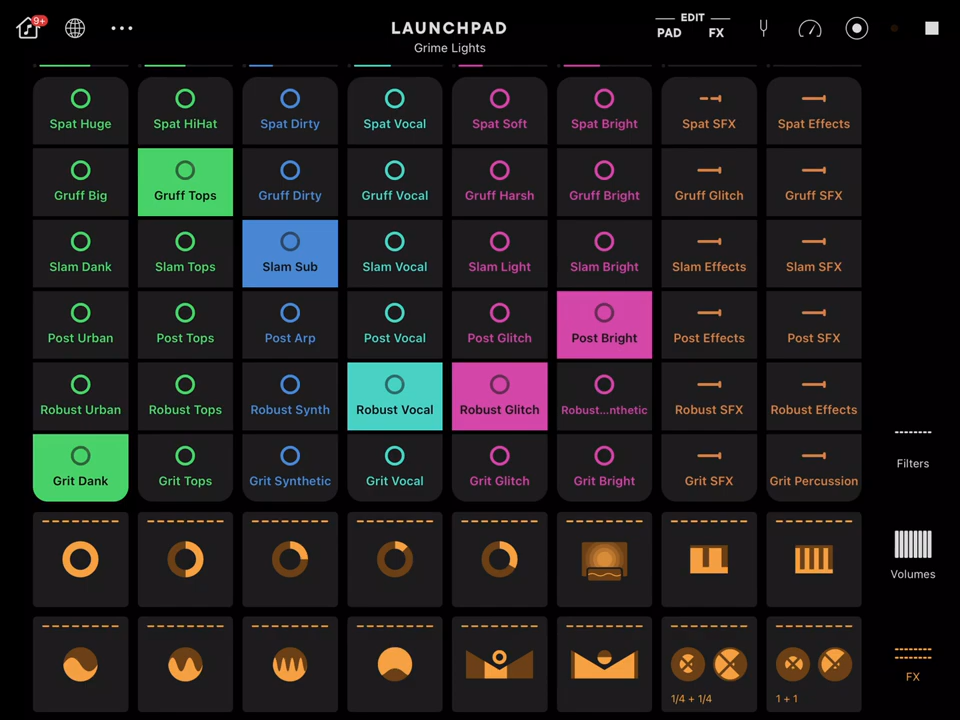 9+
LAUNCHPAD
Grime Lights
EDIT
PAD FX
Spat Huge Spat HiHat Spat Dirty Spat Vocal Spat Soft Spat Bright Spat SFX Spat Effects
Gruff Big Gruff Tops Gruff Dirty Gruff Vocal Gruff Harsh Gruff Bright Gruff Glitch Gruff SFX
Slam Dank Slam Tops Slam Sub Slam Vocal Slam Light Slam Bright Slam Effects Slam SFX
Post Urban Post Tops Post Arp Post Vocal Post Glitch Post Bright Post Effects Post SFX
Robust Urban Robust Tops Robust Synth Robust Vocal Robust Glitch Robust...nthetic Robust SFX Robust Effects
Filters
Grit Dank Grit Tops Grit Synthetic Grit Vocal Grit Glitch Grit Bright Grit SFX Grit Percussion
Volumes
FX
1/4 + 1/4 1 + 1